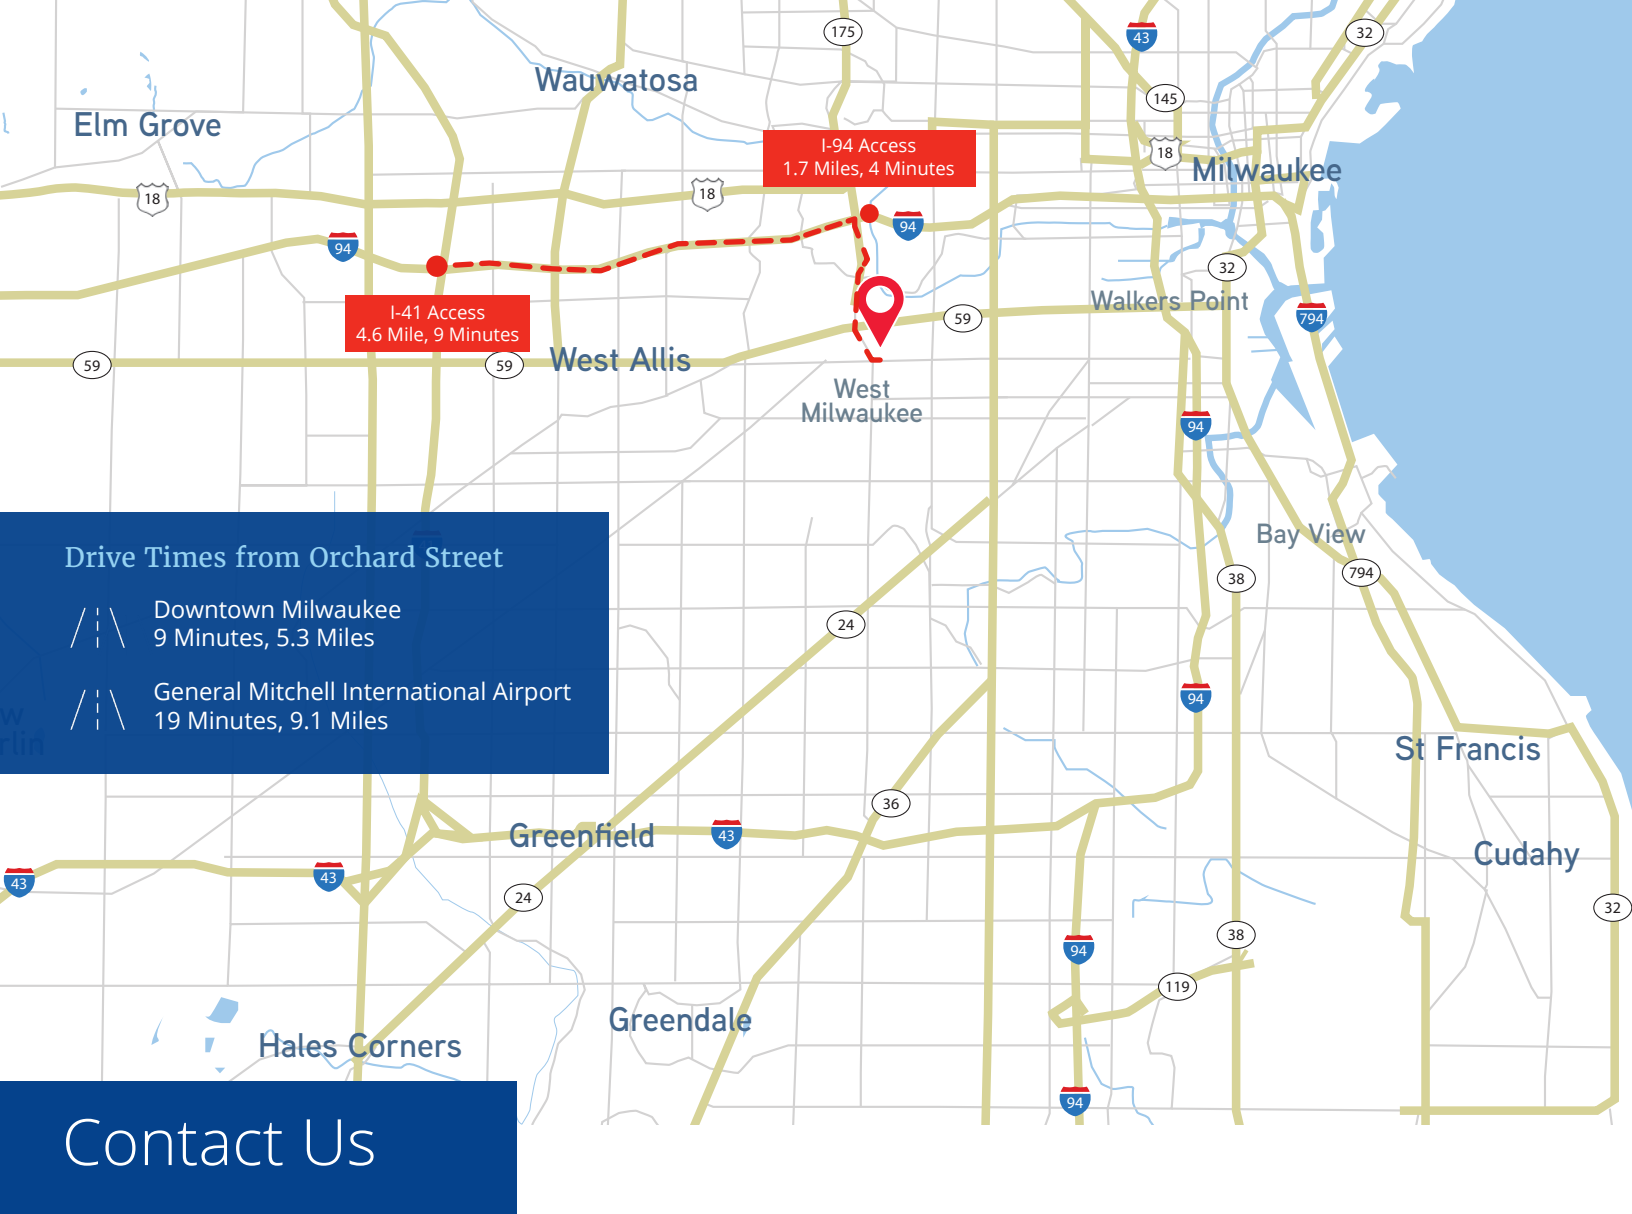 175
43
32
Wauwatosa
145
Elm Grove
I-94 Access
1.7 Miles, 4 Minutes
18
Milwaukee
18
18
94
94
32
Walkers Point
I-41 Access
4.6 Mile, 9 Minutes
59
794
59
59
West Allis
West
Milwaukee
94
Bay View
Drive Times from Orchard Street
794
38
Downtown Milwaukee
9 Minutes, 5.3 Miles
24
General Mitchell International Airport
19 Minutes, 9.1 Miles
94
w
rlin
St Francis
36
Greenfield
43
Cudahy
43
43
24
32
38
94
119
Greendale
Hales Corners
94
Contact Us